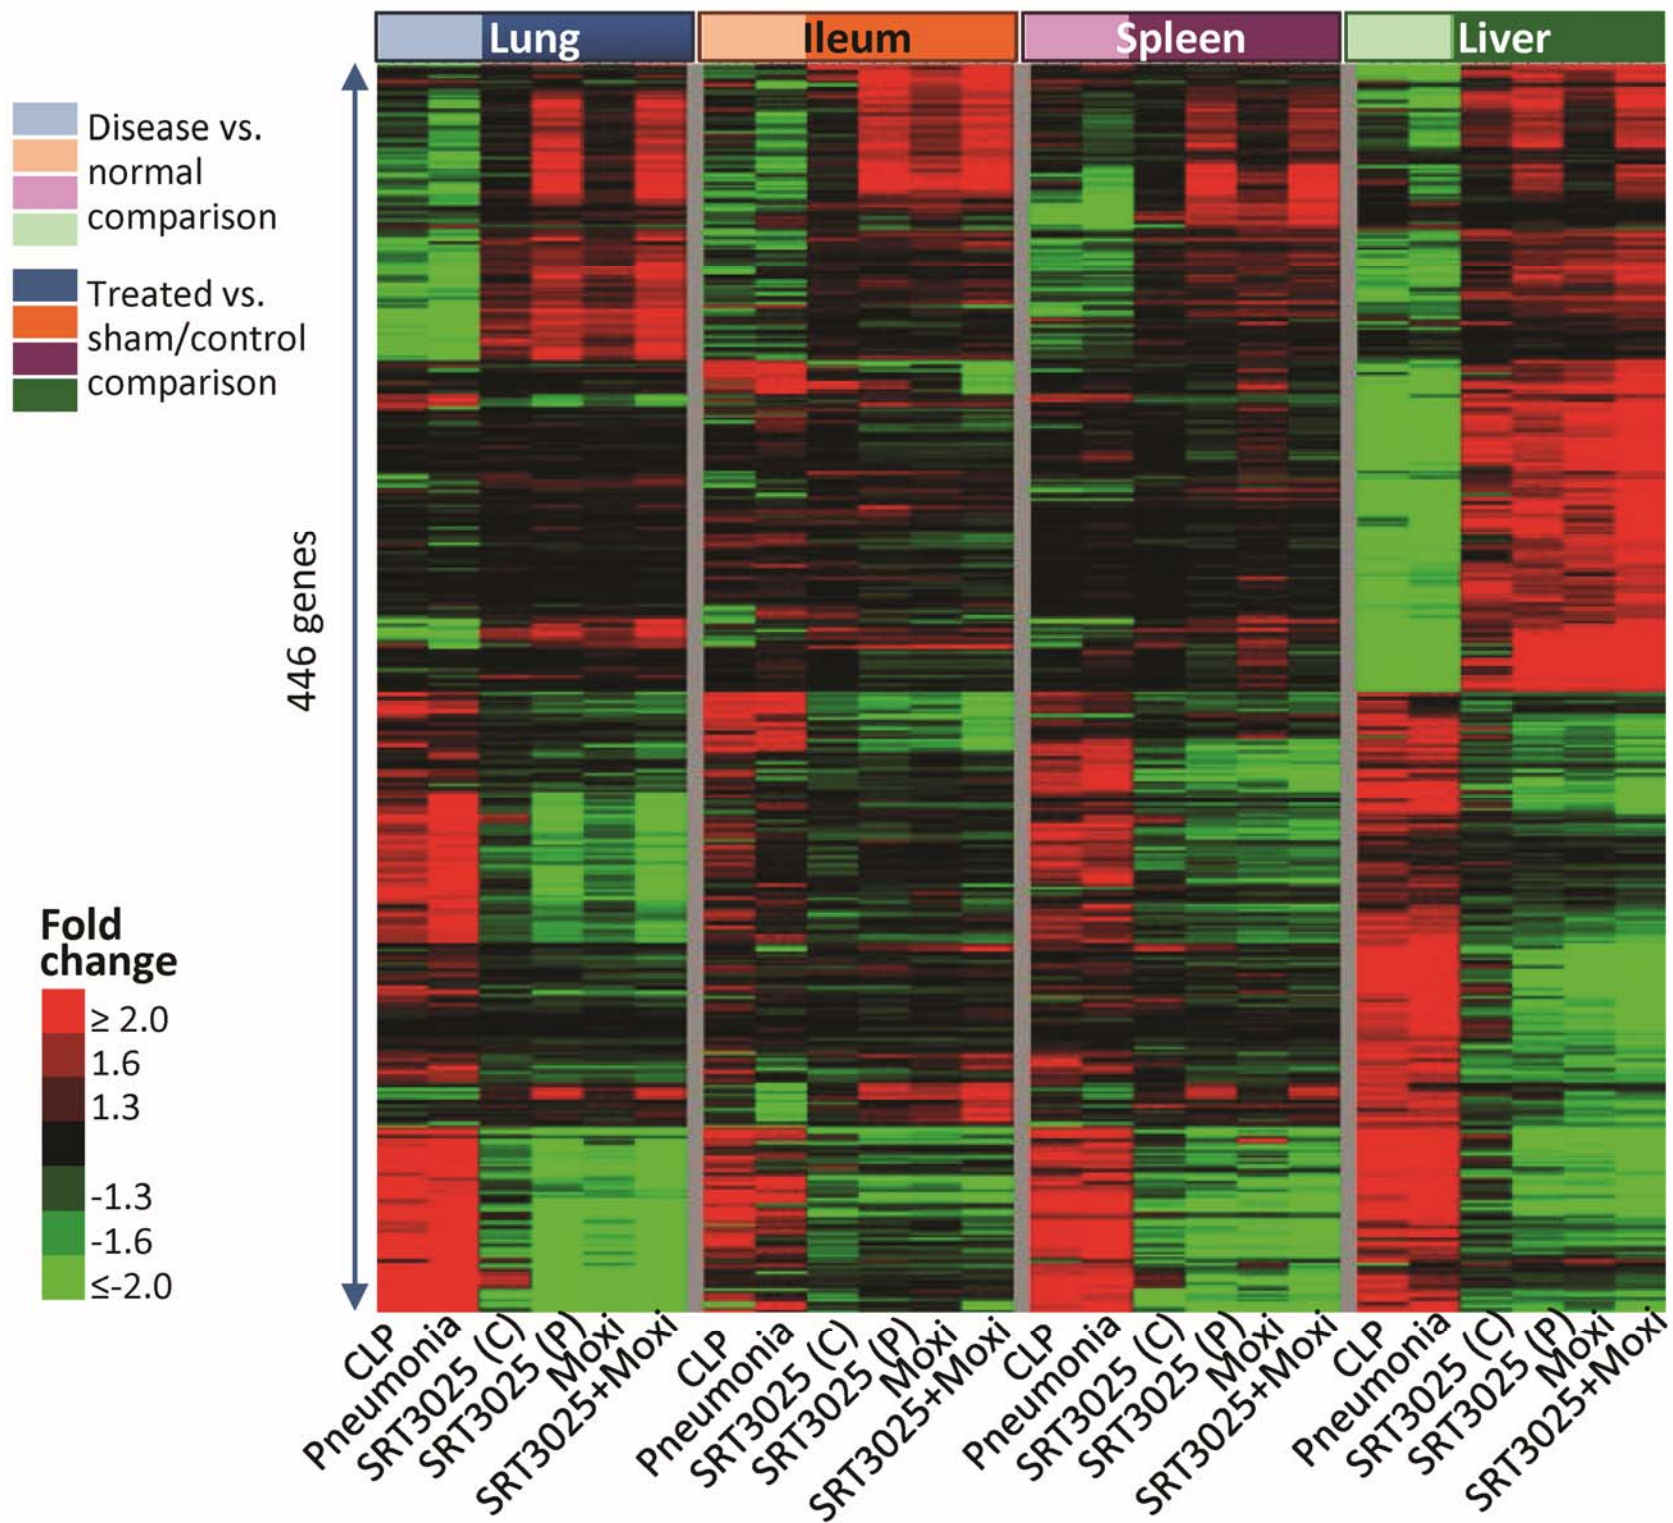 Lung Ileum Spleen Liver
Disease vs.
normal
comparison
Treated vs.
sham/control
comparison
446 genes
Fold
change
≥ 2.0
1.6
1.3
-1.3
-1.6
≤-2.0
CLP
Pneumonia
SRT3025 (C)
SRT3025 (P)
Moxi
SRT3025+Moxi
CLP
Pneumonia
SRT3025 (C)
SRT3025 (P)
Moxi
SRT3025+Moxi
CLP
Pneumonia
SRT3025 (C)
SRT3025 (P)
Moxi
SRT3025+Moxi
CLP
Pneumonia
SRT3025 (C)
SRT3025 (P)
Moxi
SRT3025+Moxi